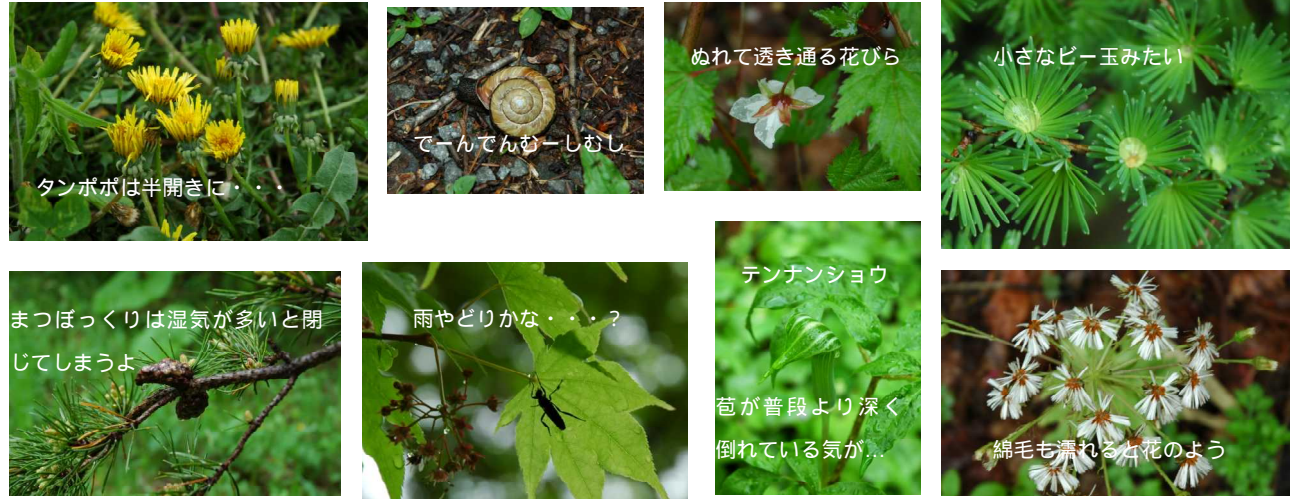 タンポポは半開きに・・・
でーんでんむーしむし
ぬれて透き通る花びら
小さなビー玉みたい
まつぼっくりは湿気が多いと閉
じてしまうよ
雨やどりかな・・・？
テンナンショウ
苞が普段より深く
倒れている気が…
綿毛も濡れると花のよう